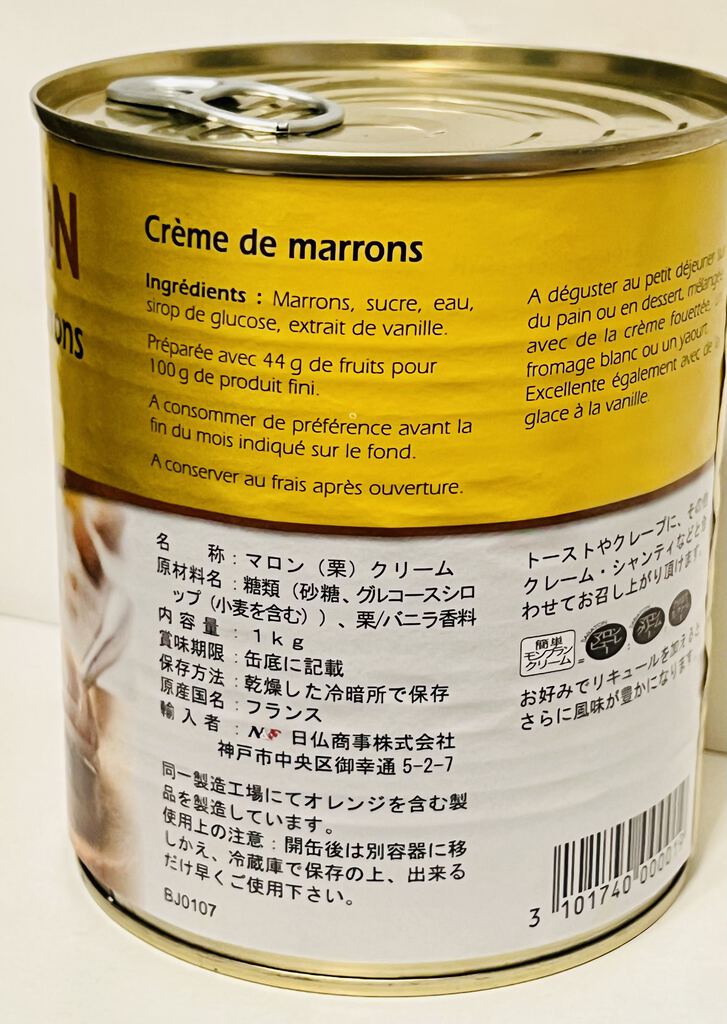 ON
ons
Crème de marrons
Ingrédients : Marrons, sucre, eau,
sirop de glucose, extrait de vanille.
Préparée avec 44 g de fruits pour
100 g de produit fini.
A consommer de préférence avant la
fin du mois indiqué sur le fond.
A conserver au frais après ouverture.
A déguster au petit déjeuner
du pain ou en dessert, mélangée
avec de la crème fouettée,
fromage blanc ou un yaourt.
Excellente également avec de
glace à la vanille.
名 称：マロン（栗）クリーム
原材料名：糖類（砂糖、グルコースシロ
ップ（小麦を含む））、栗/バニラ香料
内 容 量：１ｋｇ
賞味期限：缶底に記載
保存方法：乾燥した冷暗所で保存
原産国名：フランス
輸 入 者：NF 日仏商事株式会社
神戸市中央区御幸通 5-2-7
同一製造工場にてオレンジを含む製
品を製造しています。
使用上の注意：開缶後は別容器に移
しかえ、冷蔵庫で保存の上、出来る
だけ早くご使用下さい。
BJ0107
トーストやクレープに、その他
クレーム・シャンティなどと合
わせてお召し上がり頂けます。
簡単
モンブラン
クリーム
=
お好みでリキュールを加えると
さらに風味が豊かになります。
3 101740 000019